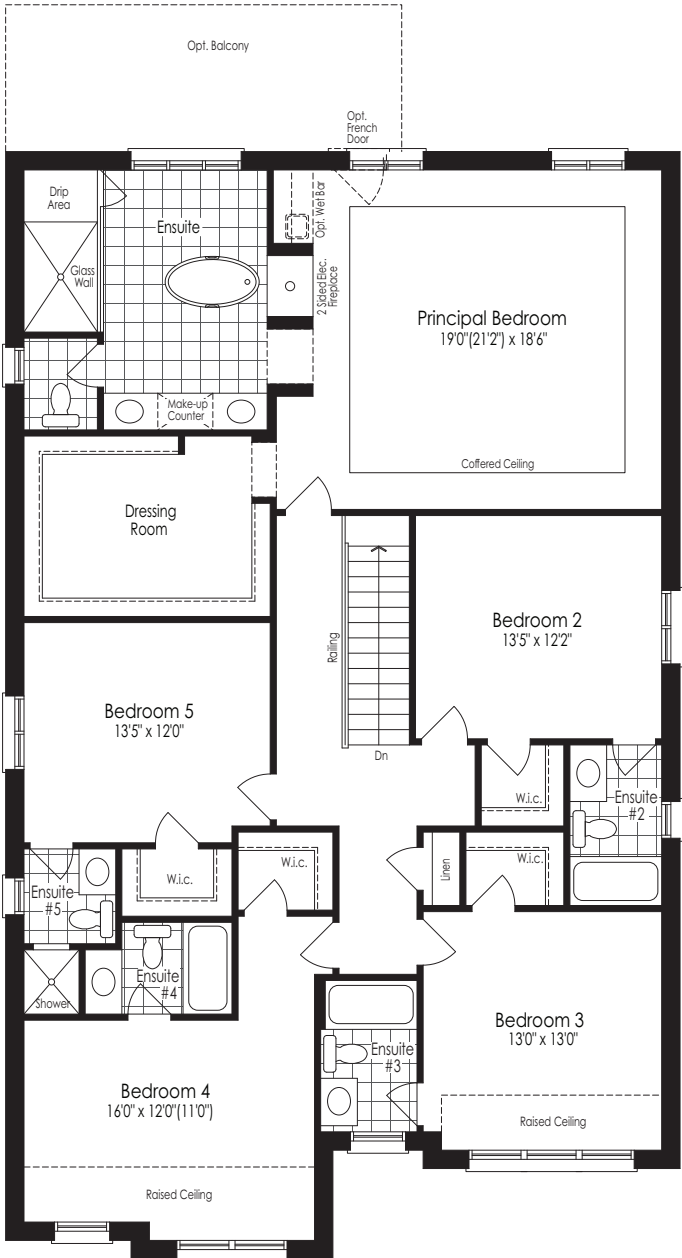 Opt. Balcony
Opt.
French
Door
Drip
Area
Ensuite
Opt. Wet Bar
Glass
Wall
2 Sided Elec.
Fireplace
Principal Bedroom
19'0"(21'2") x 18'6"
Make-up
Counter
Coffered Ceiling
Dressing
Room
Bedroom 2
13'5" x 12'2"
Railing
Bedroom 5
13'5" x 12'0"
Dn
W.i.c.
Ensuite
#2
W.i.c.
W.i.c.
Linen
W.i.c.
Ensuite
#5
Ensuite
#4
Shower
Bedroom 3
13'0" x 13'0"
Ensuite
#3
Bedroom 4
16'0" x 12'0"(11'0")
Raised Ceiling
Raised Ceiling